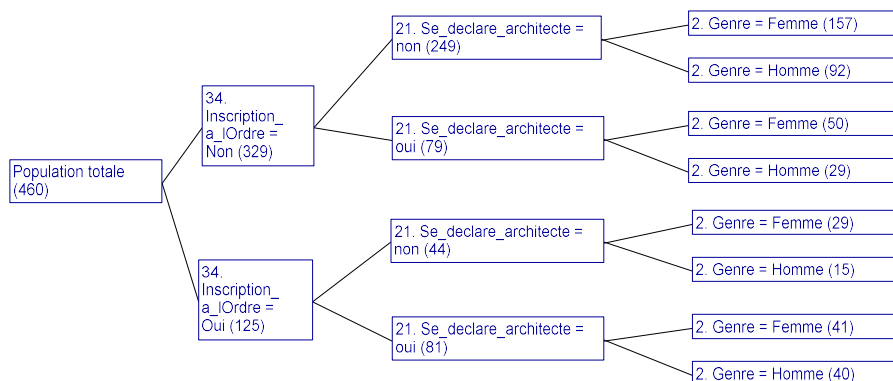 Population totale
(460)
34.
Inscription_
a_lOrdre =
Non (329)
21. Se_declare_architecte =
non (249)
2. Genre = Femme (157)
2. Genre = Homme (92)
21. Se_declare_architecte =
oui (79)
2. Genre = Femme (50)
2. Genre = Homme (29)
34.
Inscription_
a_lOrdre =
Oui (125)
21. Se_declare_architecte =
non (44)
2. Genre = Femme (29)
2. Genre = Homme (15)
21. Se_declare_architecte =
oui (81)
2. Genre = Femme (41)
2. Genre = Homme (40)